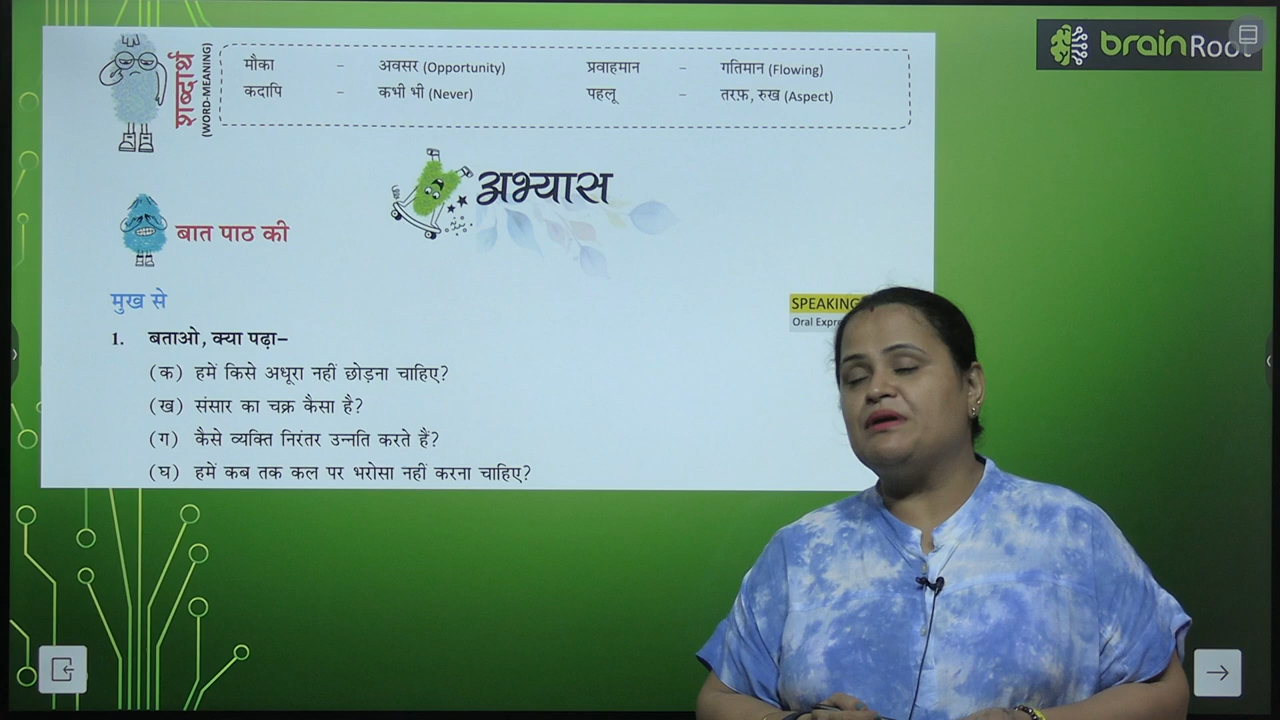 brainRoot
शब्दार्थ
(WORD-MEANING)
मौका – अवसर (Opportunity) प्रवाहमान – गतिमान (Flowing)
कदापि – कभी भी (Never) पहलू – तरफ़, रुख (Aspect)
अभ्यास
बात पाठ की
मुख से
SPEAKING
Oral
1. बताओ, क्या पढ़ा–
(क) हमें किसे अधूरा नहीं छोड़ना चाहिए?
(ख) संसार का चक्र कैसा है?
(ग) कैसे व्यक्ति निरंतर उन्नति करते हैं?
(घ) हमें कब तक कल पर भरोसा नहीं करना चाहिए?